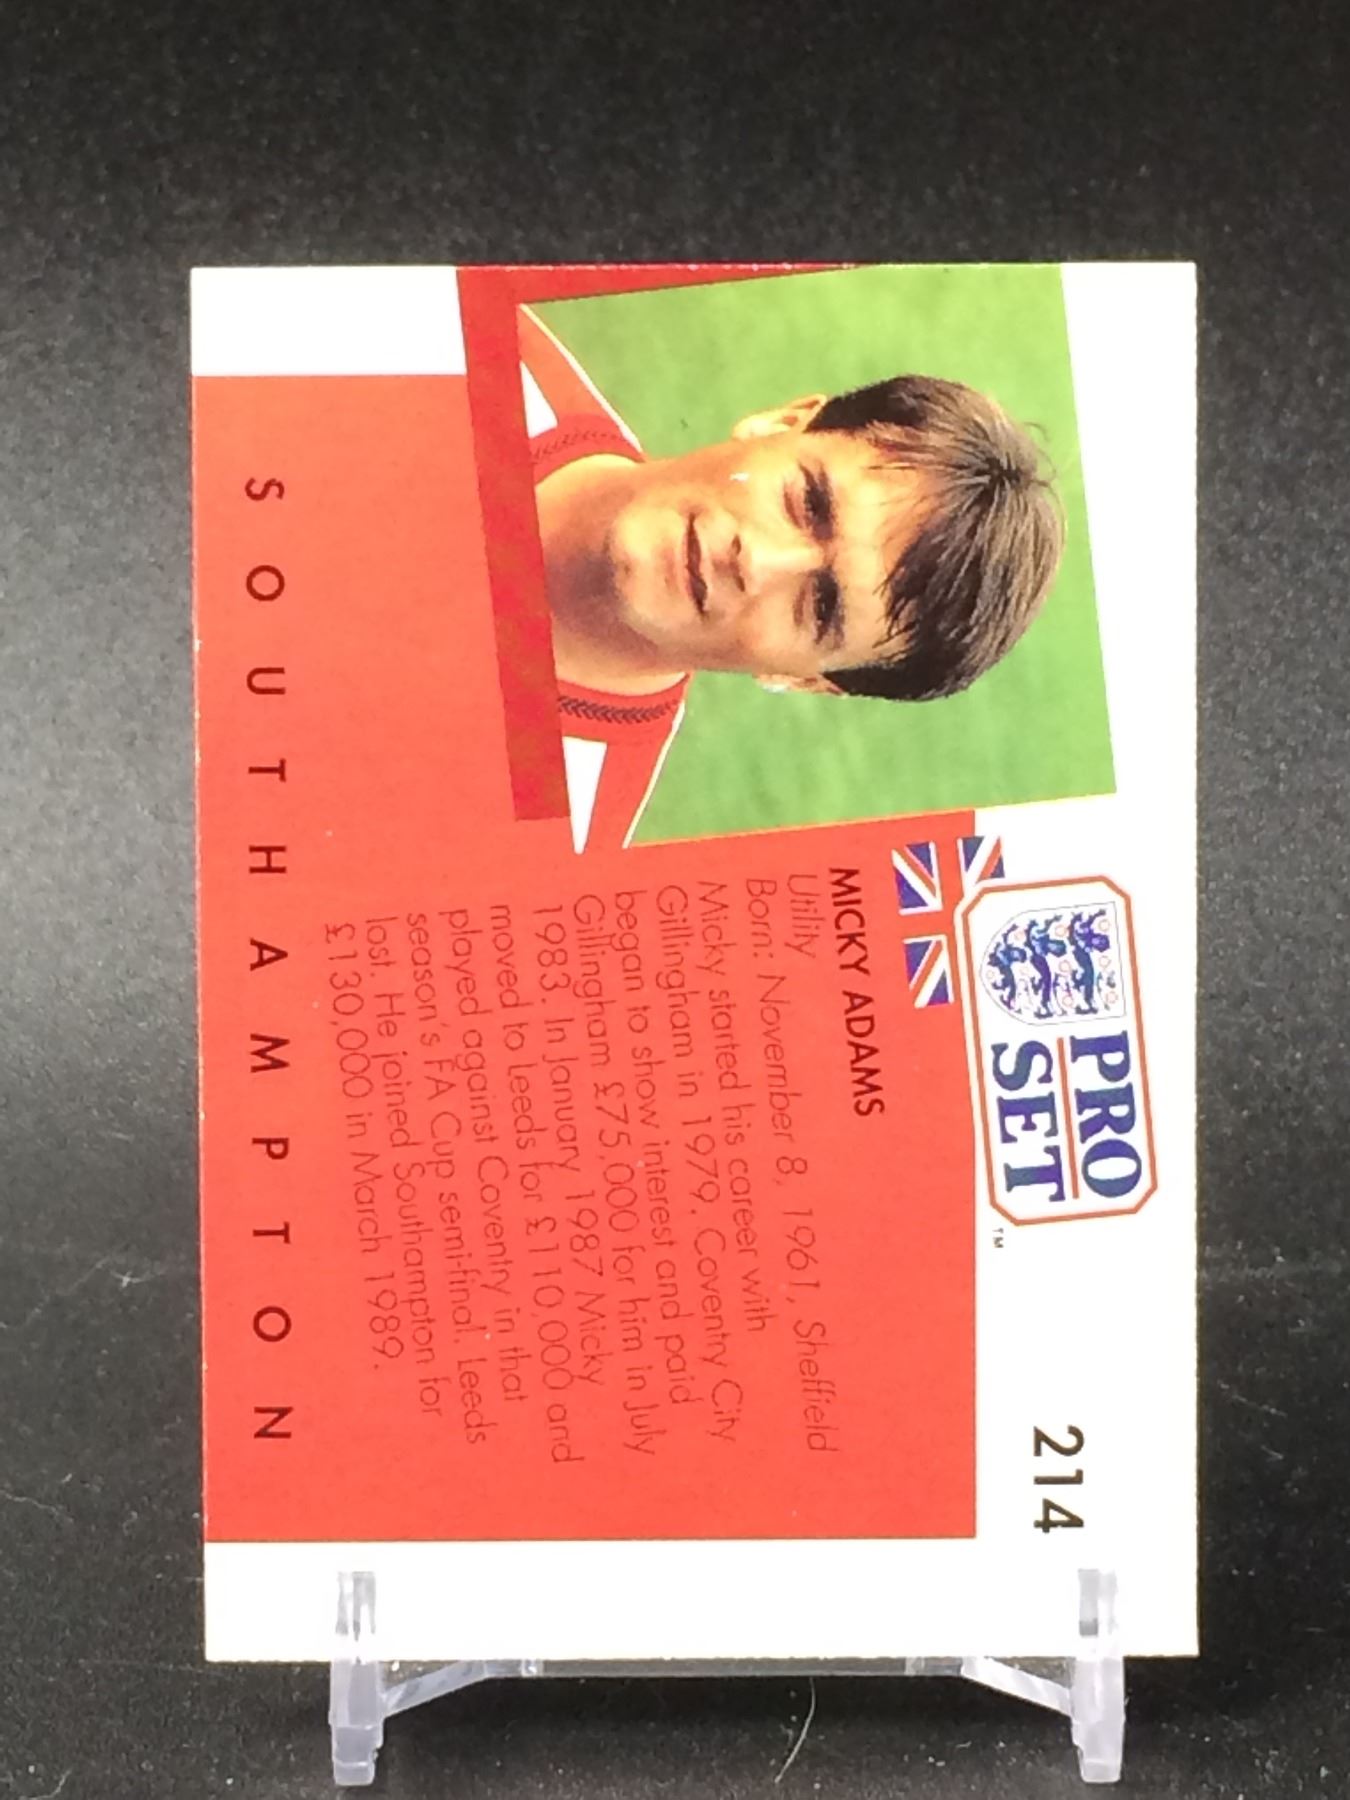 PRO
SET
™
214
MICKY ADAMS
Utility
Born: November 8, 1961, Sheffield
Micky started his career with
Gillingham in 1979. Coventry City
began to show interest and paid
Gillingham £75,000 for him in July
1983. In January 1987 Micky
moved to Leeds for £110,000 and
played against Coventry in that
season's FA Cup semi-final. Leeds
lost. He joined Southampton for
£130,000 in March 1989.
SOUTHAMPTON